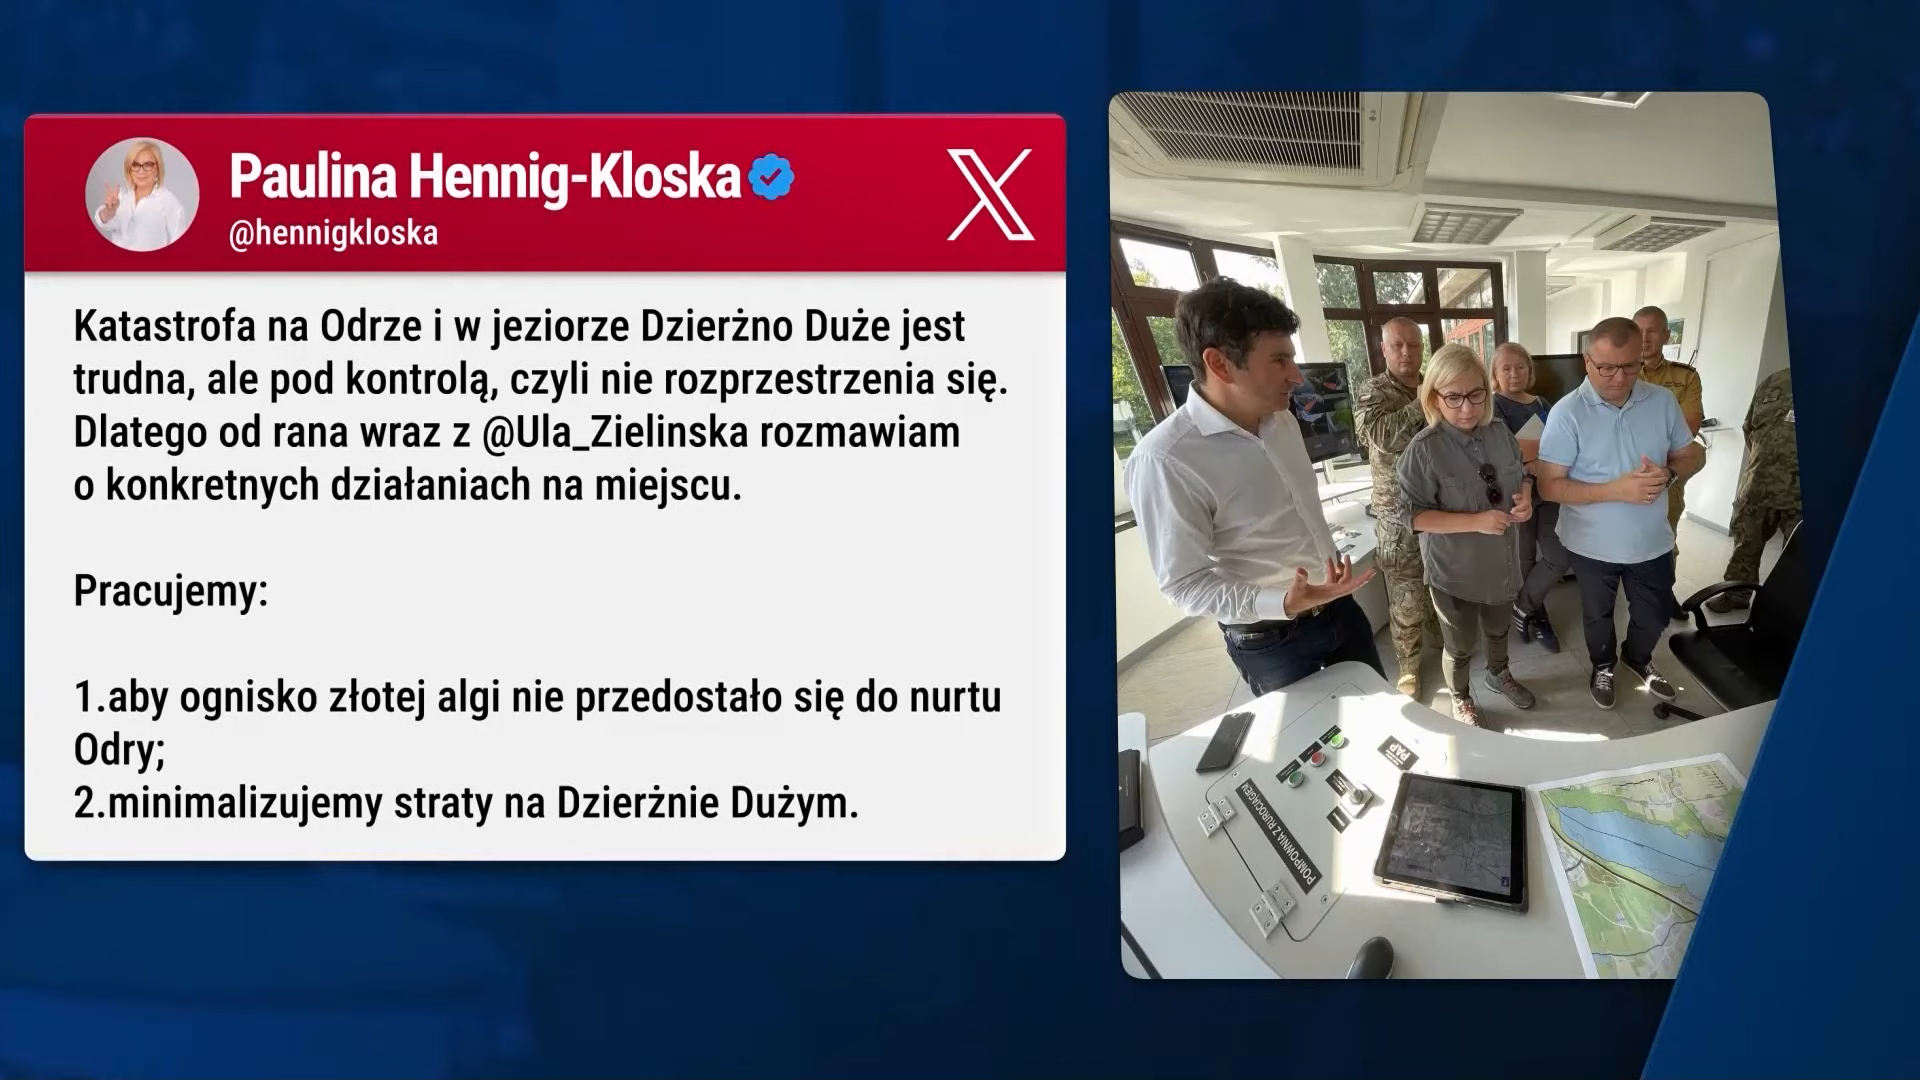 Paulina Hennig-Kloska
@hennigkloska
Katastrofa na Odrze i w jeziorze Dzierżno Duże jest
trudna, ale pod kontrolą, czyli nie rozprzestrzenia się.
Dlatego od rana wraz z @Ula_Zielinska rozmawiam
o konkretnych działaniach na miejscu.
Pracujemy:
1.aby ognisko złotej algi nie przedostało się do nurtu
Odry;
2.minimalizujemy straty na Dzierżnie Dużym.
PAP
POMPOWNIA Z RUROCIĄGIEM